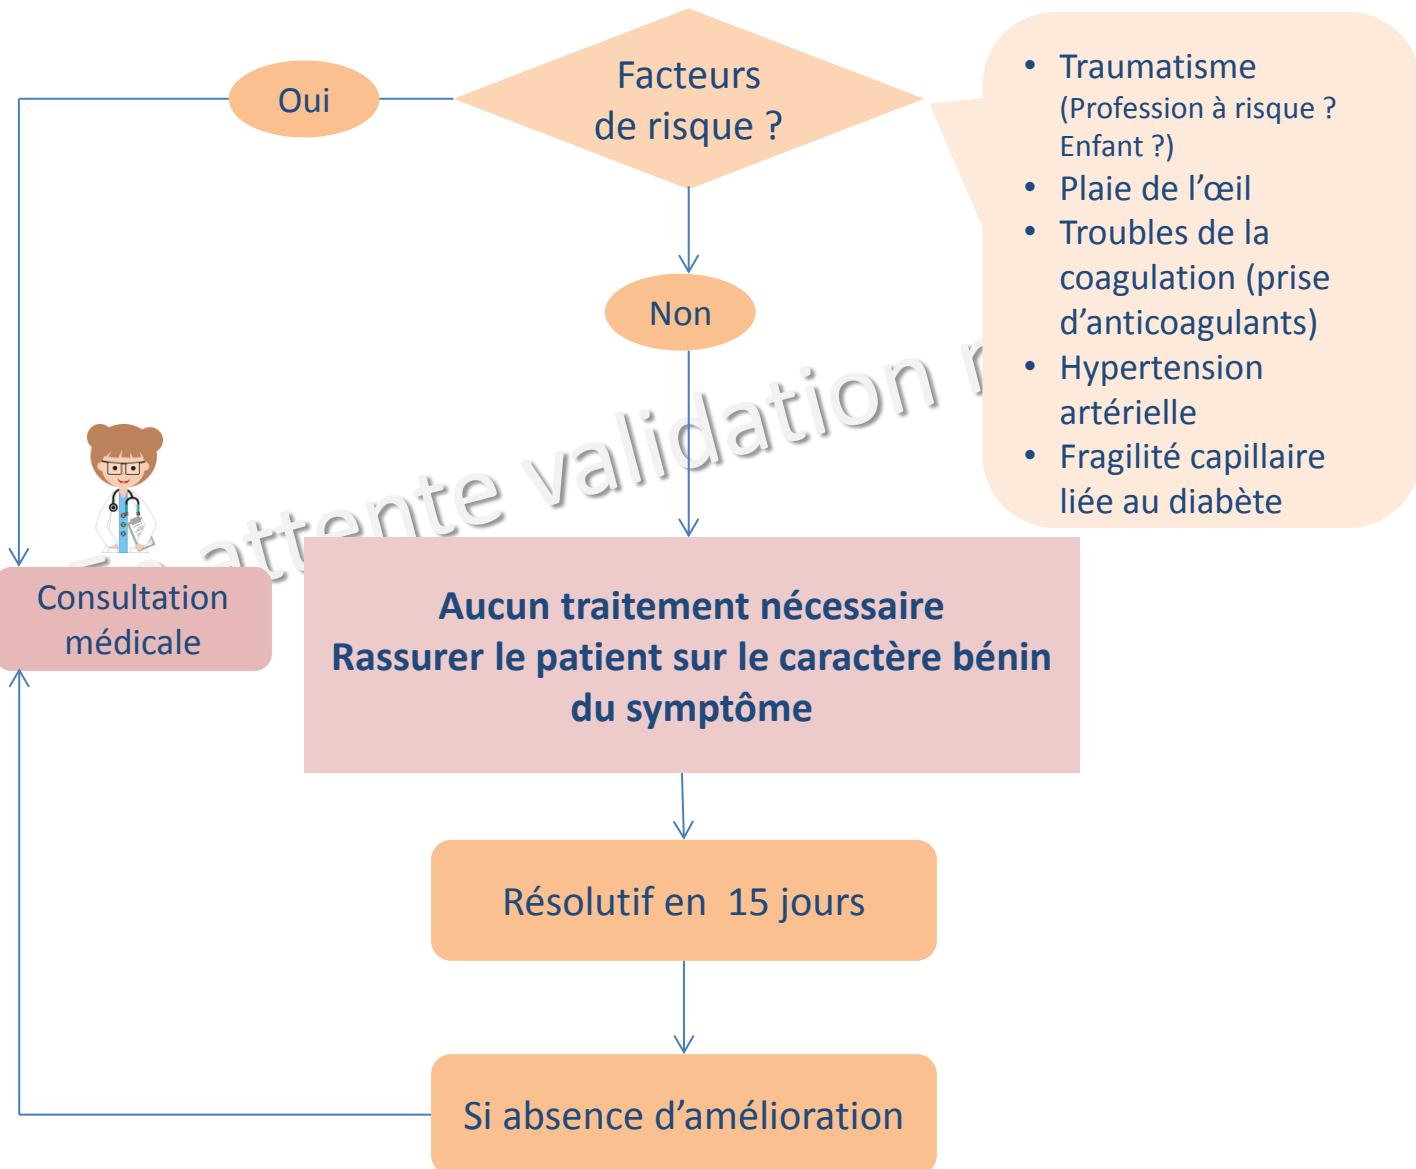 Facteurs
de risque ?
Oui
• Traumatisme
(Profession à risque ?
Enfant ?)
• Plaie de l’œil
• Troubles de la
coagulation (prise
d’anticoagulants)
• Hypertension
artérielle
• Fragilité capillaire
liée au diabète
Non
attente validation
Consultation
médicale
Aucun traitement nécessaire
Rassurer le patient sur le caractère bénin
du symptôme
Résolutif en 15 jours
Si absence d’amélioration